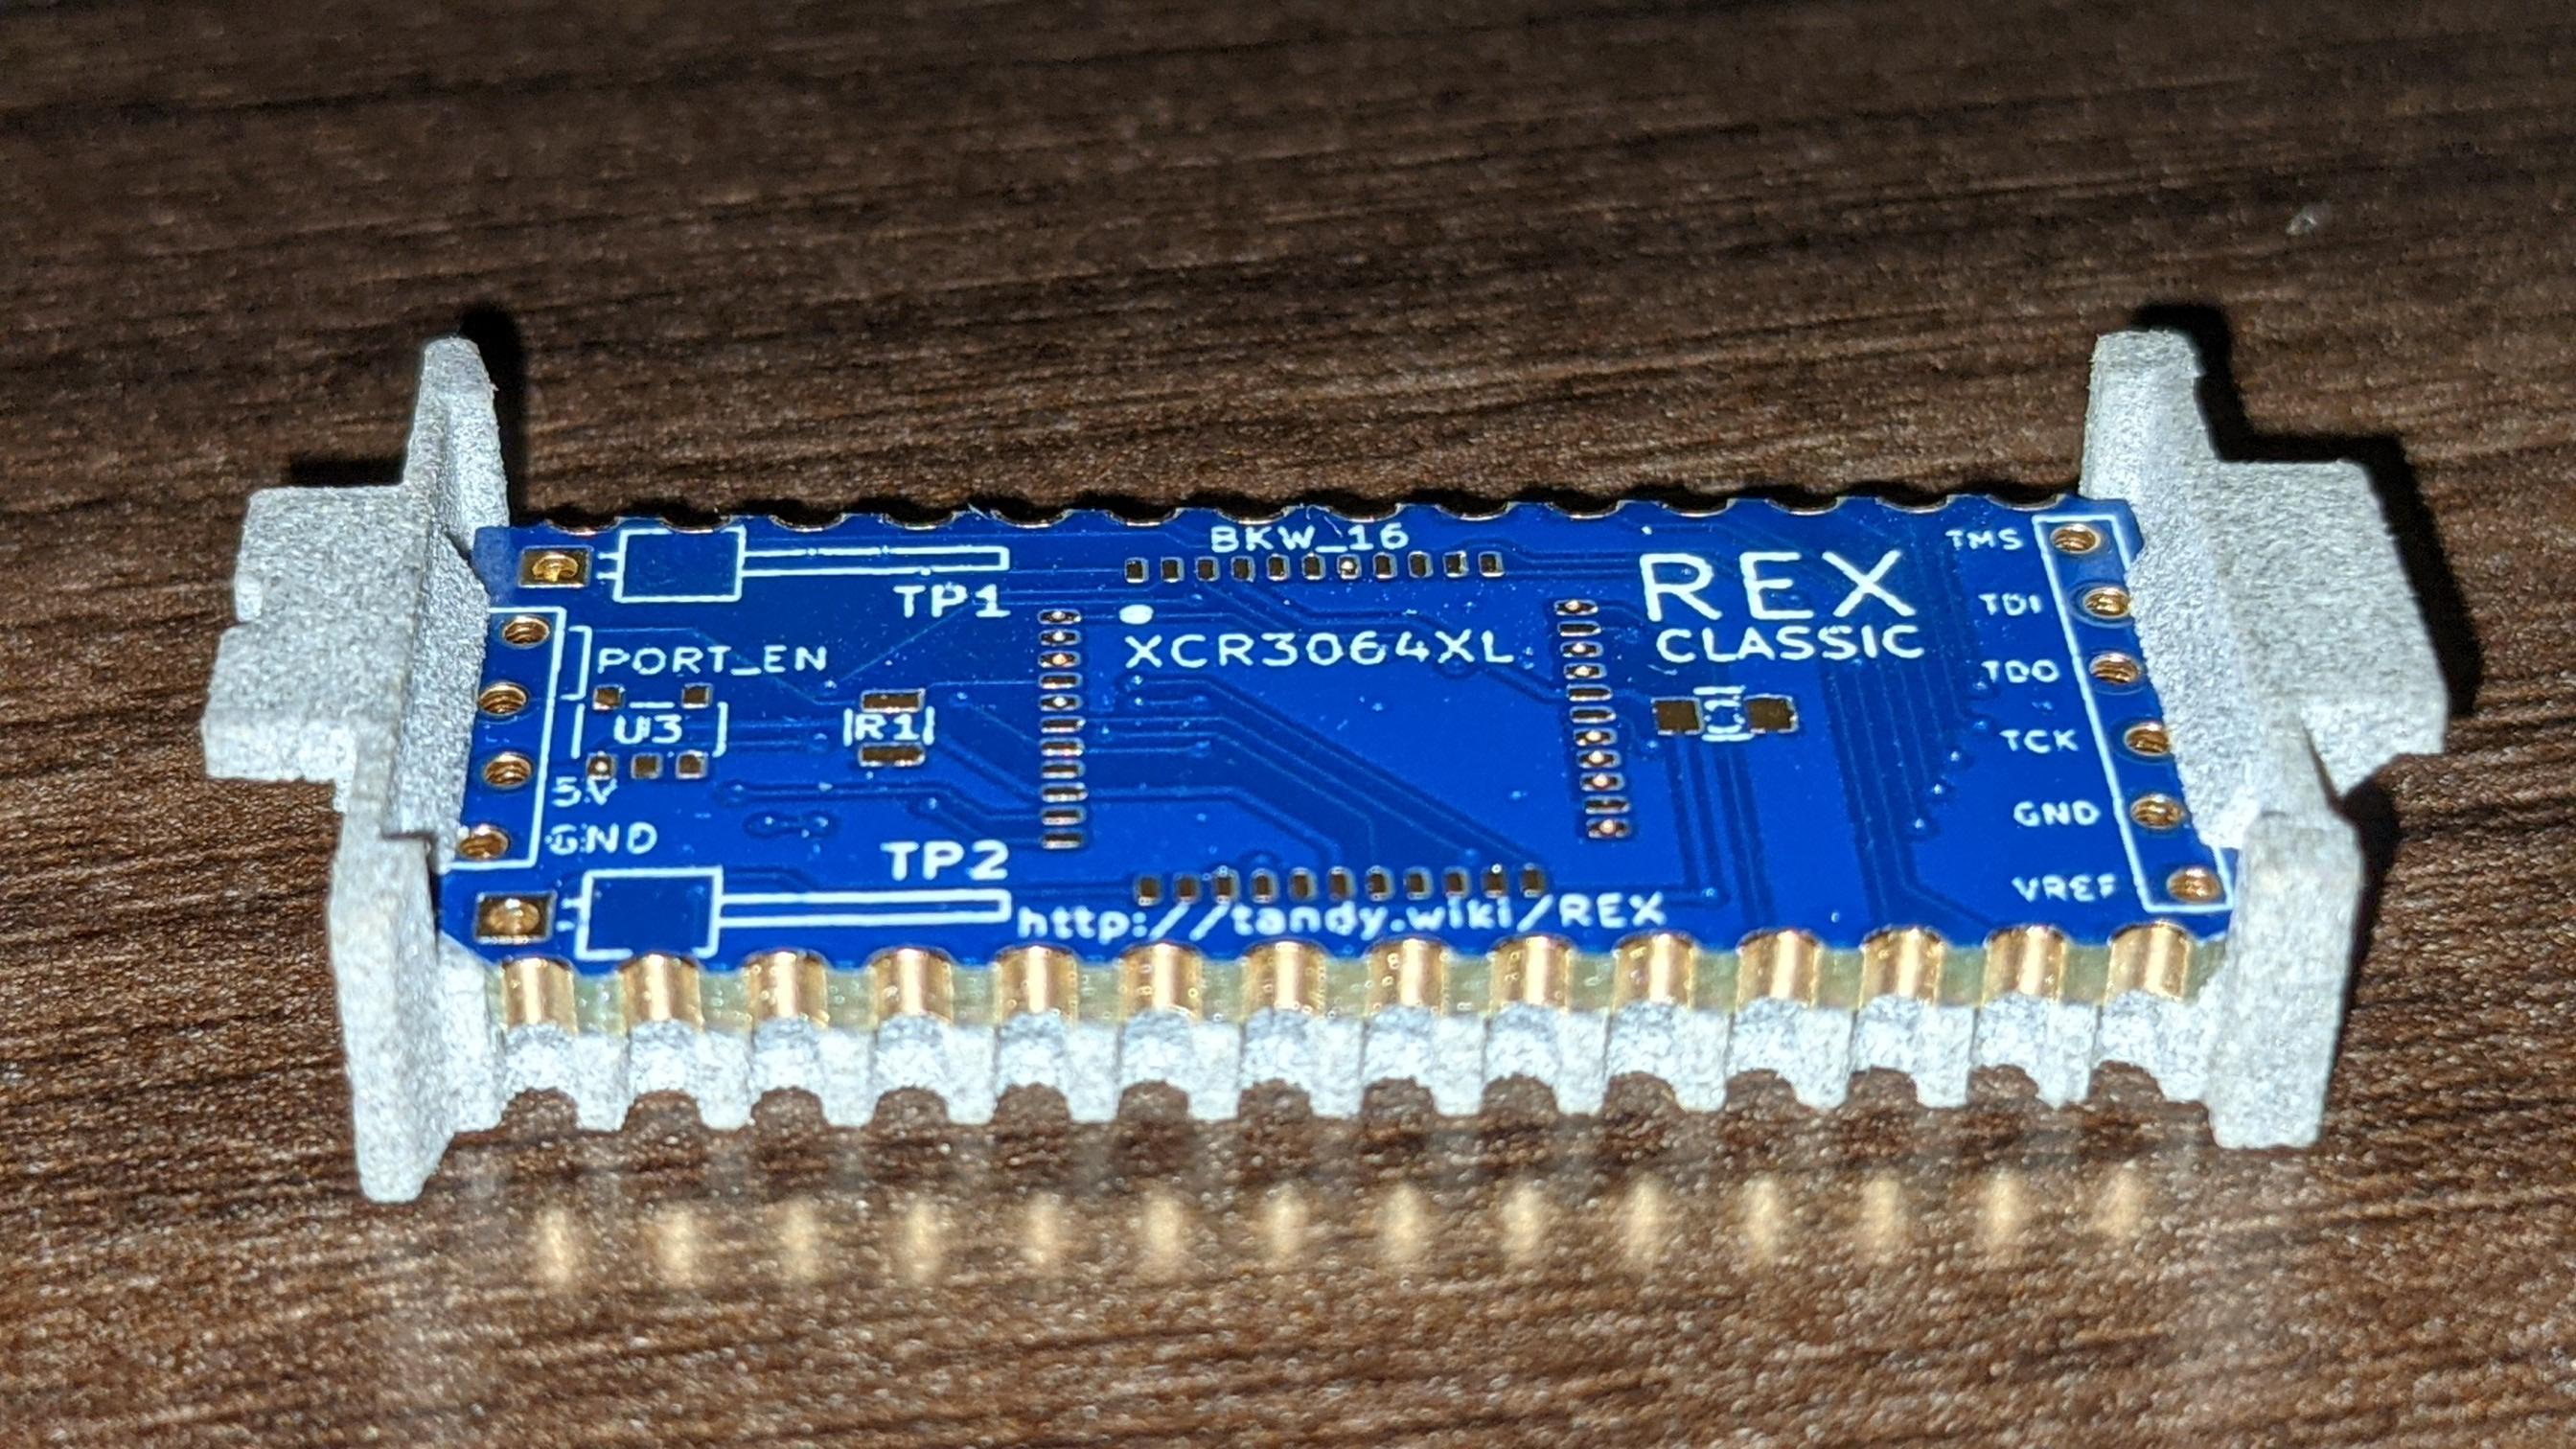 BKW_16
TP1
REX
CLASSIC
XCR3064XL
PORT_EN
U3
R1
C1
5V
GND
TP2
http://tandy.wiki/REX
TMS
TDI
TDO
TCK
GND
VREF